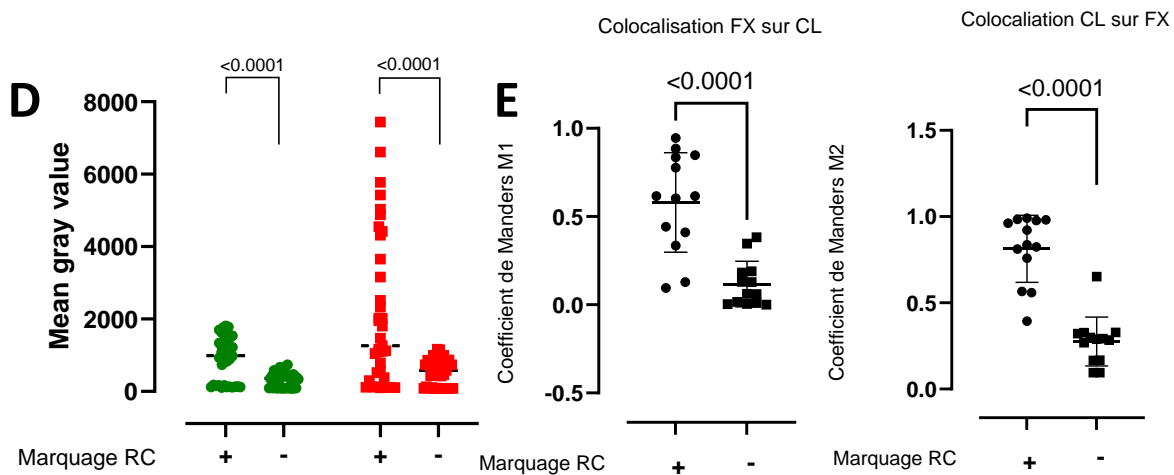 Colocalisation FX sur CL
Colocaliation CL sur FX
D
<0.0001
<0.0001
Mean gray value
8000
6000
4000
2000
0
Marquage RC
+
-
+
-
E
<0.0001
Coefficient de Manders M1
1.0
0.5
0.0
-0.5
Marquage RC
+
-
<0.0001
Coefficient de Manders M2
1.5
1.0
0.5
0.0
Marquage RC
+
-